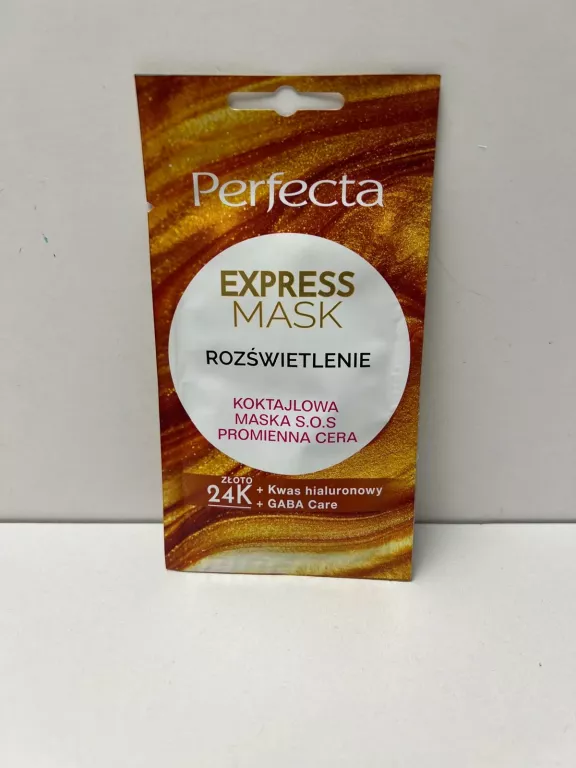 Perfecta
EXPRESS
MASK
ROZŚWIETLENIE
KOKTAJLOWA
MASKA S.O.S
PROMIENNA CERA
ZŁOTO
24K + Kwas hialuronowy
+ GABA Care